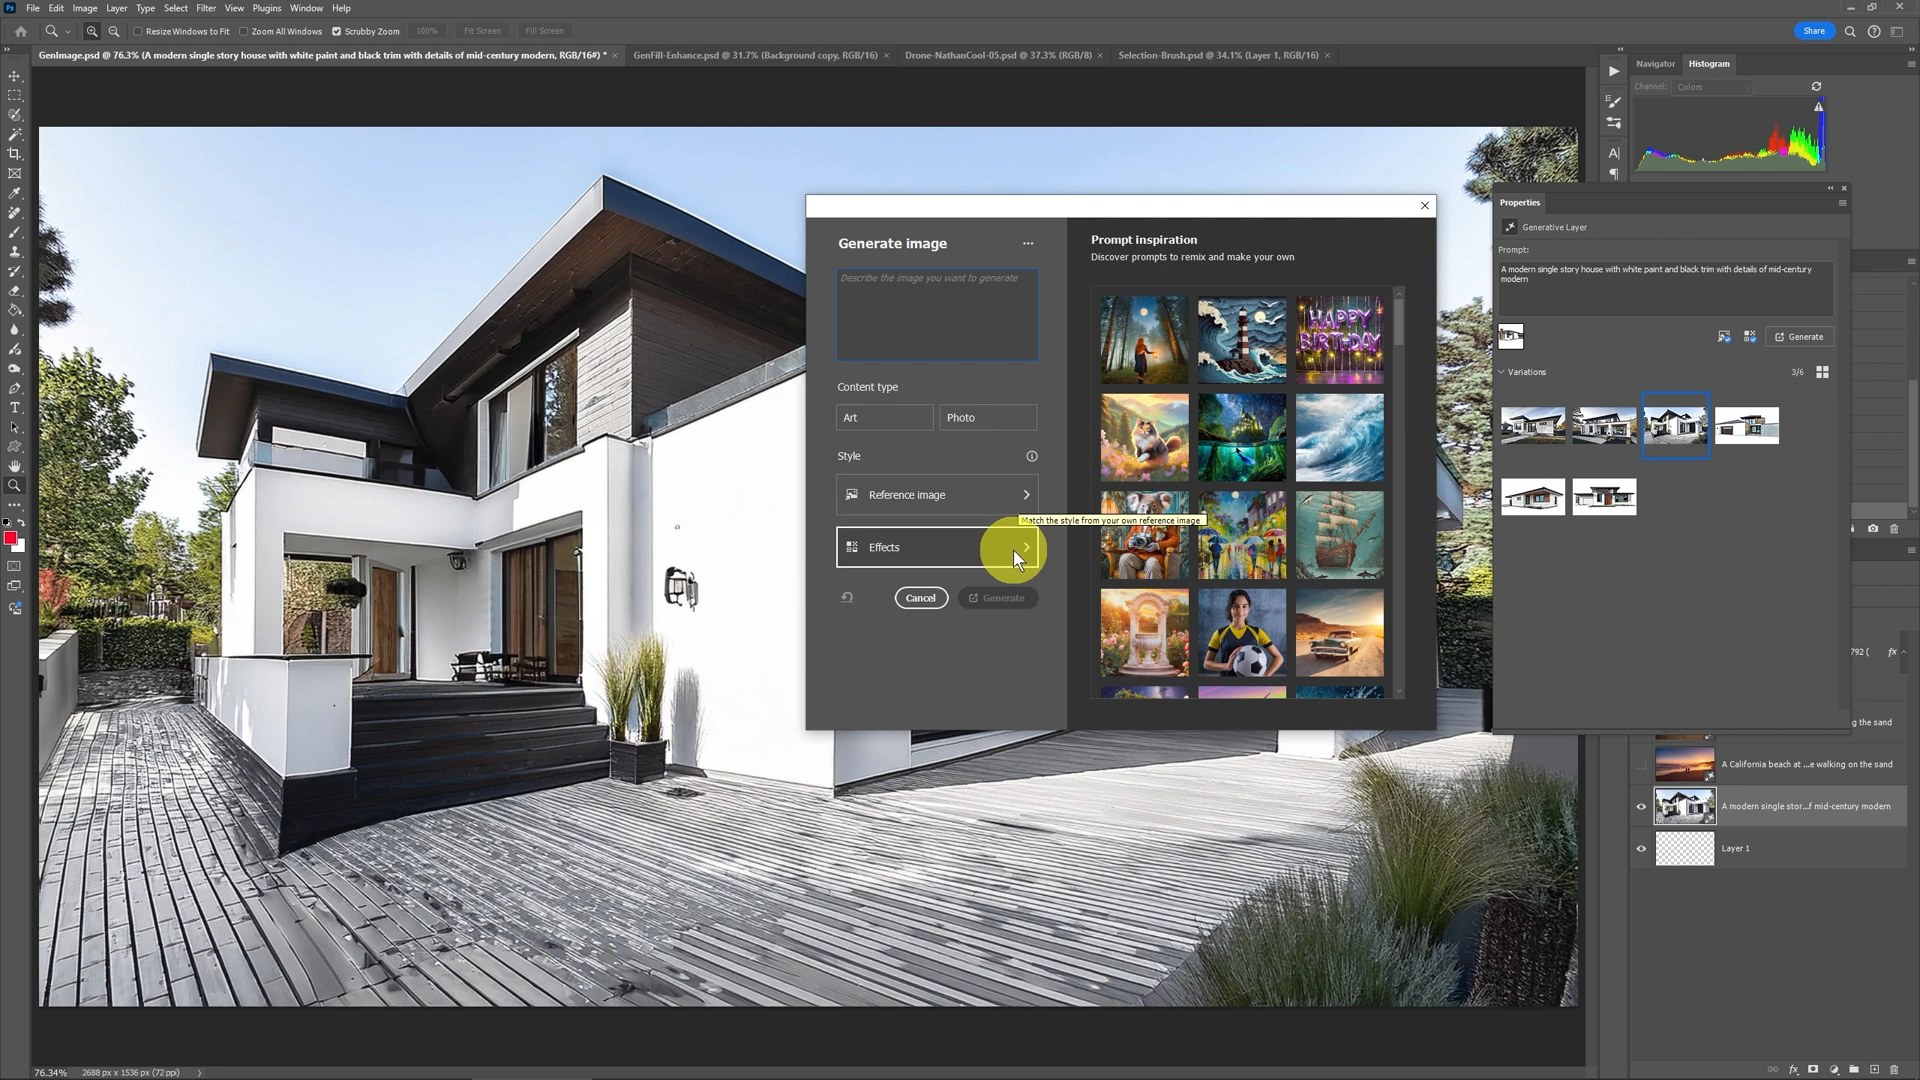 Ps File Edit Image Layer Type Select Filter View Plugins Window Help
Resize Windows to Fit Zoom All Windows Scrubby Zoom 100% Fit Screen Fill Screen Share
GenImage.psd @ 76.3% (A modern single story house with white paint and black trim with details of mid-century modern, RGB/16#) * × GenFill-Enhance.psd @ 31.7% (Background copy, RGB/16) × Drone-NathanCool-05.psd @ 37.3% (RGB/8) × Selection-Brush.psd @ 34.1% (Layer 1, RGB/16) ×
Navigator Histogram
Channel: Colors
Generate image
Describe the image you want to generate
Content type
Art Photo
Style
Reference image
Match the style from your own reference image
Effects
Cancel Generate
Prompt inspiration
Discover prompts to remix and make your own
HAPPY
BIRTHDAY
Properties
Generative Layer
Prompt:
A modern single story house with white paint and black trim with details of mid-century
modern
Generate
Variations 3/6
792 ( fx
g the sand
A California beach at ...e walking on the sand
A modern single stor...f mid-century modern
Layer 1
76.34% 2688 px x 1536 px (72 ppi)